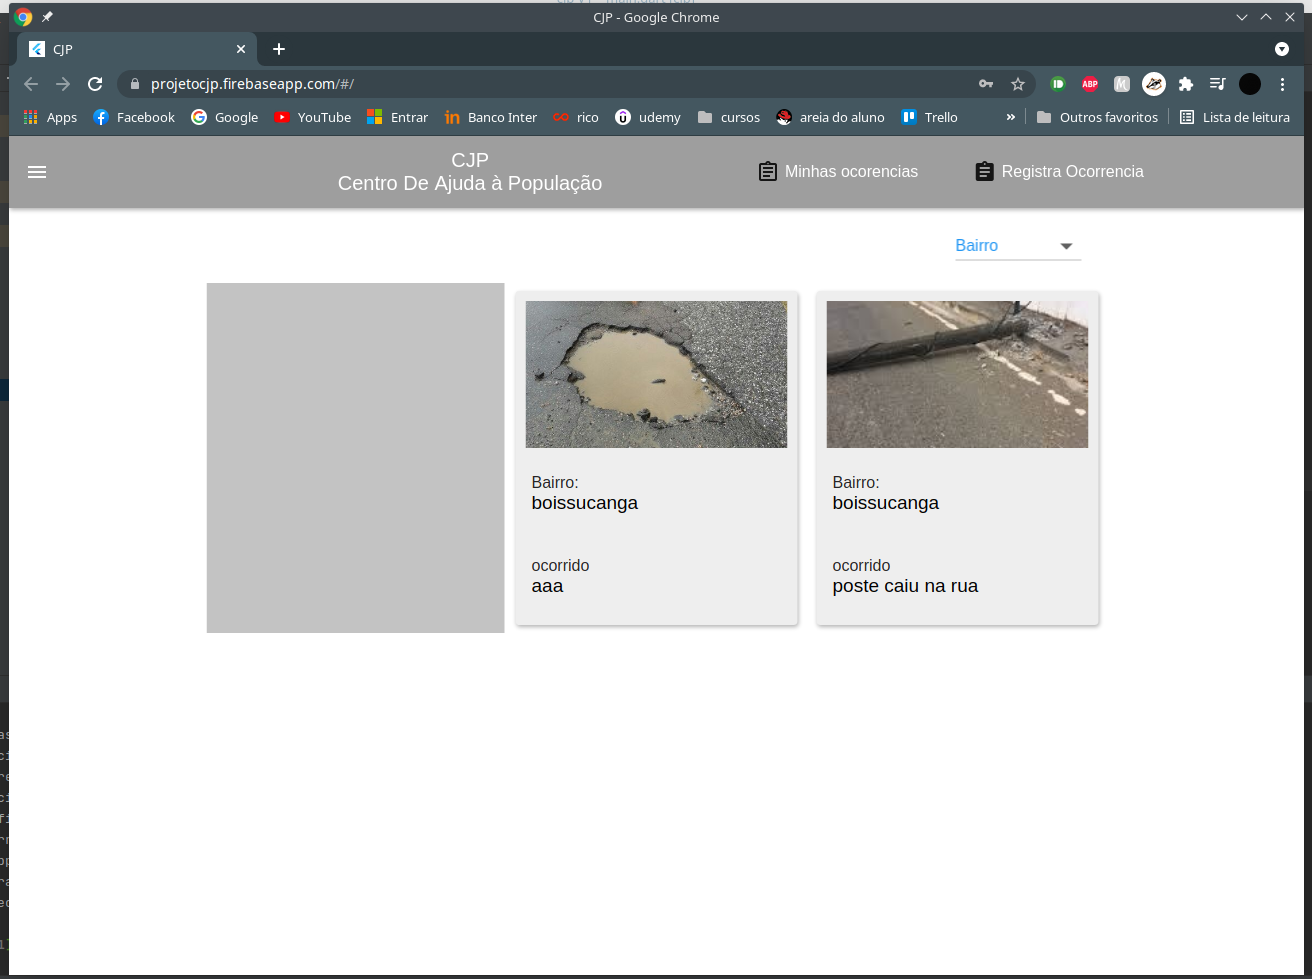 CJP - Google Chrome
CJP
projetocjp.firebaseapp.com/#/
ABP
Apps Facebook Google YouTube Entrar in Banco Inter rico udemy cursos areia do aluno Trello » Outros favoritos Lista de leitura
CJP
Centro De Ajuda à População
Minhas ocorencias
Registra Ocorrencia
Bairro
Bairro:
boissucanga
ocorrido
aaa
Bairro:
boissucanga
ocorrido
poste caiu na rua